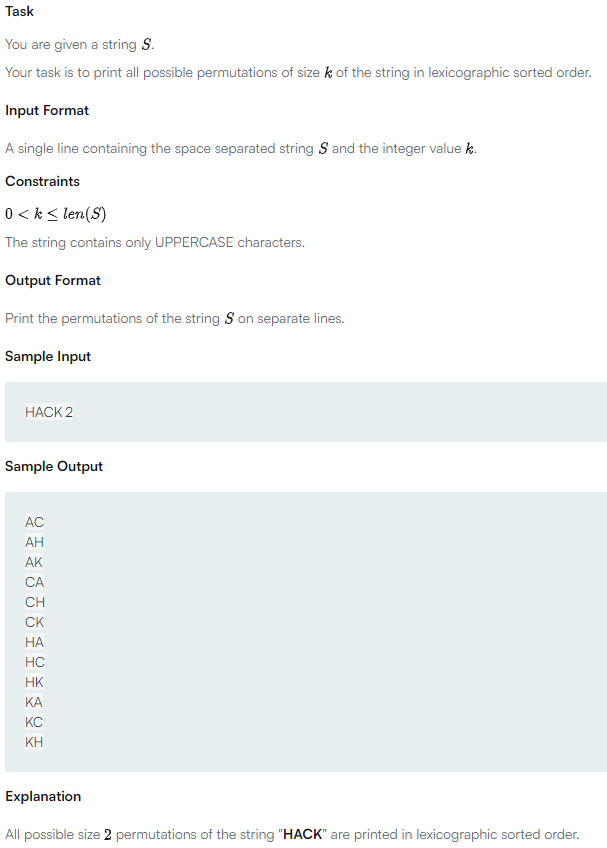 Task
You are given a string S.
Your task is to print all possible permutations of size k of the string in lexicographic sorted order.
Input Format
A single line containing the space separated string S and the integer value k.
Constraints
0 < k ≤ len(S)
The string contains only UPPERCASE characters.
Output Format
Print the permutations of the string S on separate lines.
Sample Input
HACK 2
Sample Output
AC
AH
AK
CA
CH
CK
HA
HC
HK
KA
KC
KH
Explanation
All possible size 2 permutations of the string "HACK" are printed in lexicographic sorted order.